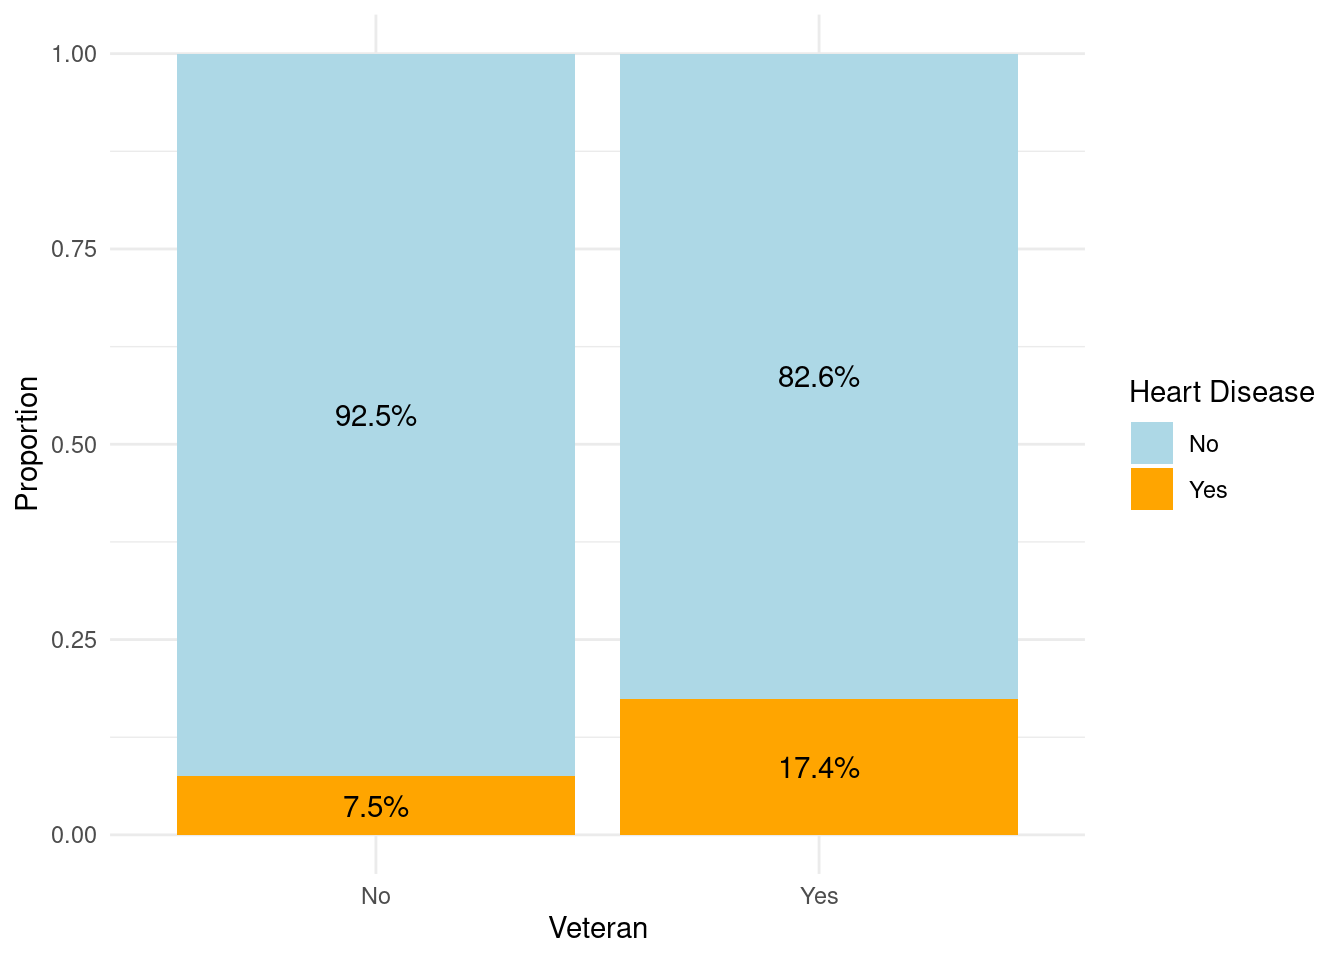 1.00
0.75
0.50
0.25
0.00
Proportion
92.5%
7.5%
82.6%
17.4%
No
Yes
Veteran
Heart Disease
No
Yes